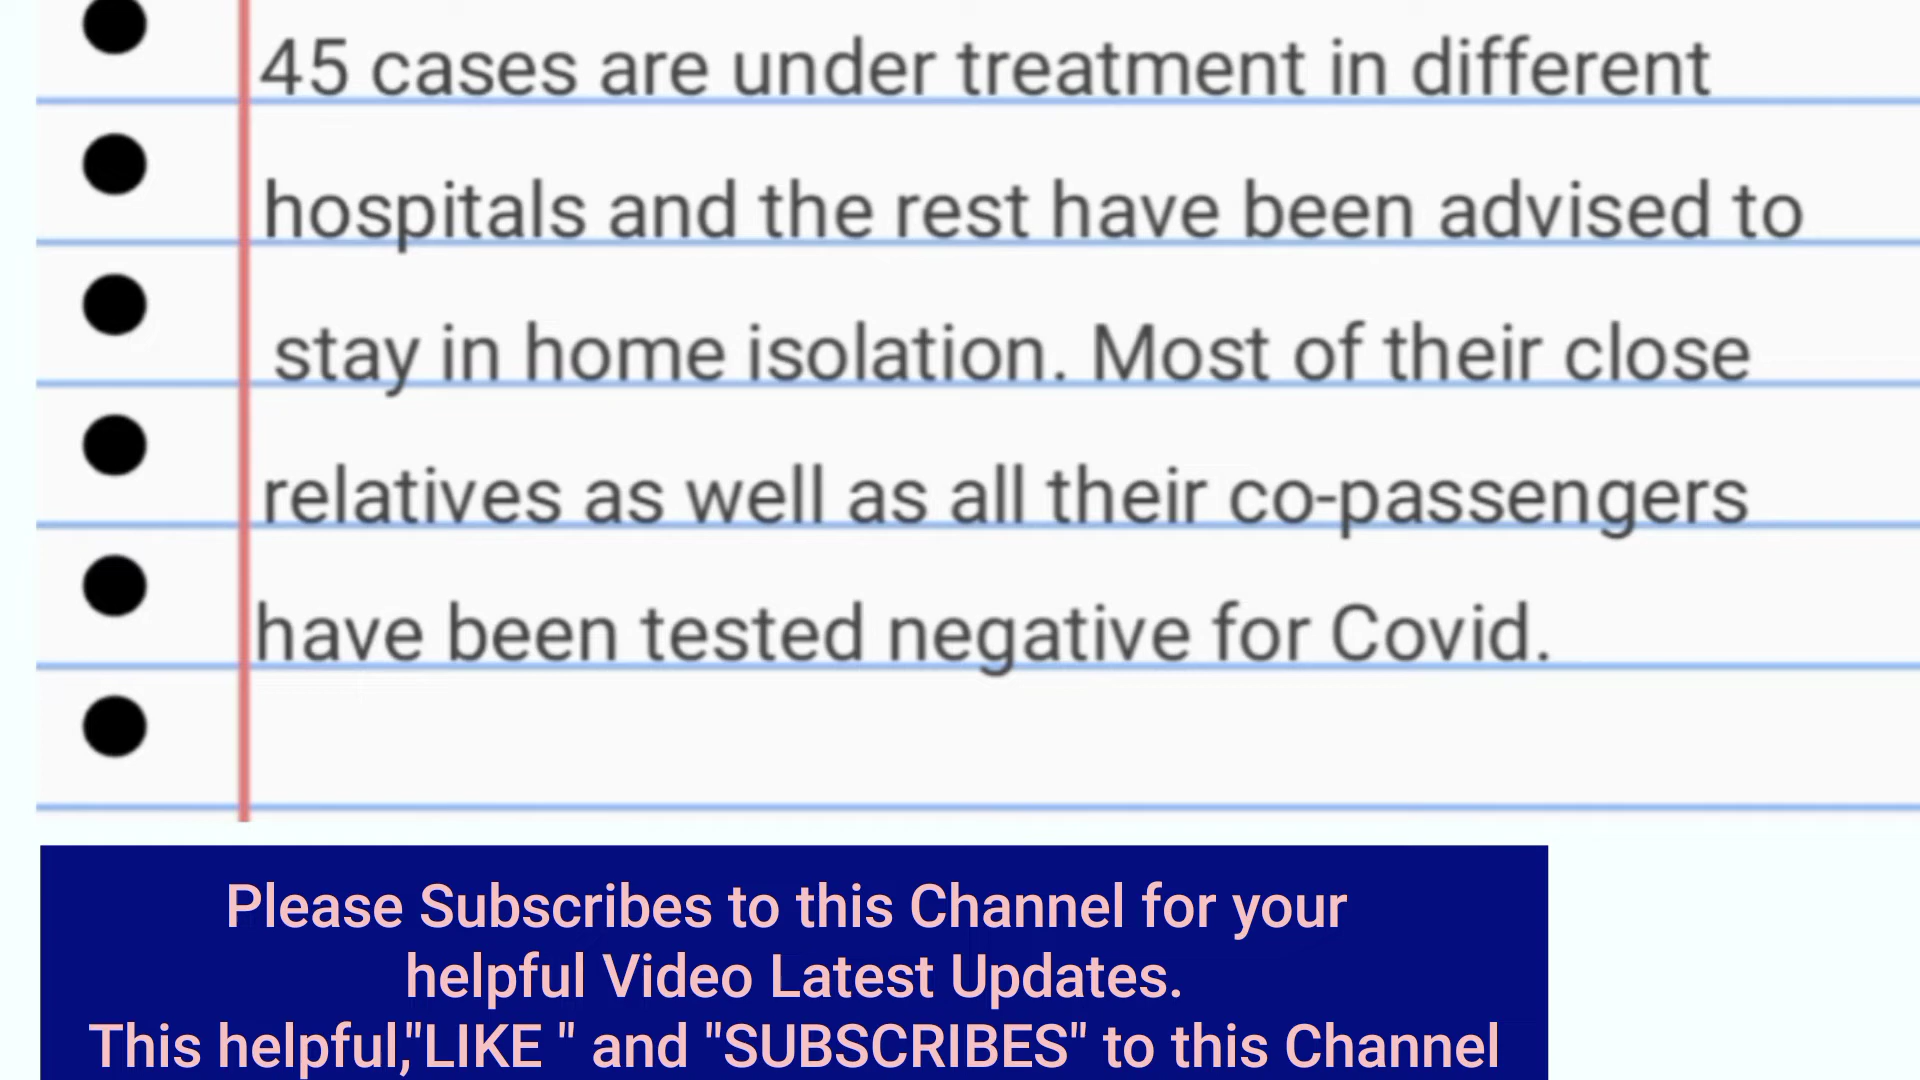 45 cases are under treatment in different
hospitals and the rest have been advised to
stay in home isolation. Most of their close
relatives as well as all their co-passengers
have been tested negative for Covid.
Please Subscribes to this Channel for your
helpful Video Latest Updates.
This helpful,"LIKE " and "SUBSCRIBES" to this Channel